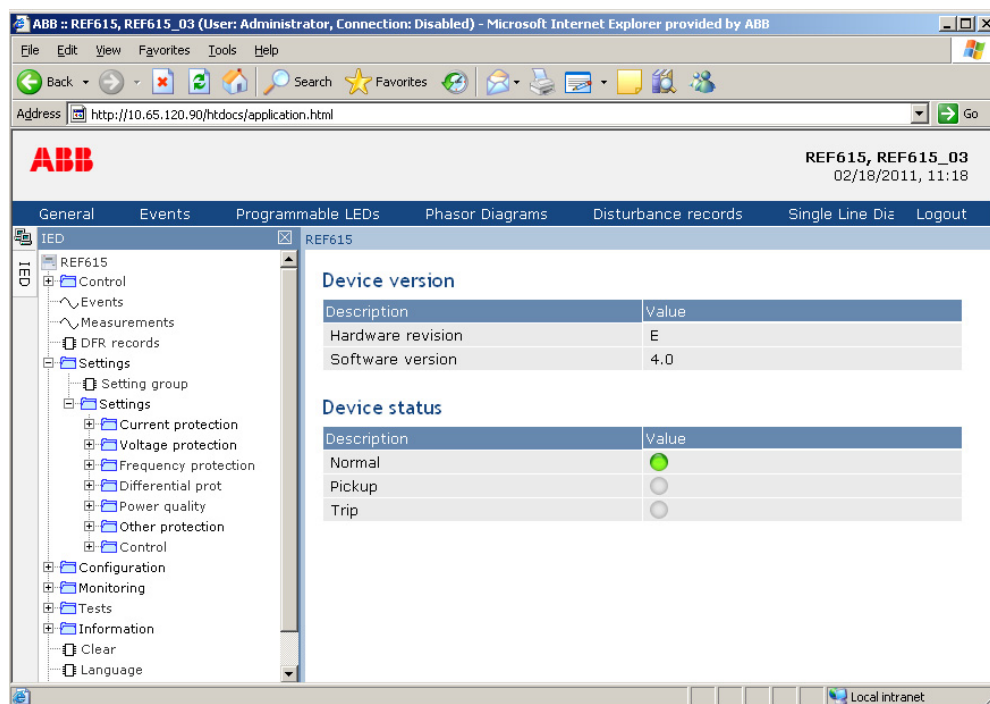 ABB :: REF615, REF615_03 (User: Administrator, Connection: Disabled) - Microsoft Internet Explorer provided by ABB
File Edit View Favorites Tools Help
Back Search Favorites
Address http://10.65.120.90/htdocs/application.html Go
ABB
REF615, REF615_03
02/18/2011, 11:18
General Events Programmable LEDs Phasor Diagrams Disturbance records Single Line Dia Logout
IED
IED
REF615
Control
Events
Measurements
DFR records
Settings
Setting group
Settings
Current protection
Voltage protection
Frequency protection
Differential prot
Power quality
Other protection
Control
Configuration
Monitoring
Tests
Information
Clear
Language
REF615
Device version
Description Value
Hardware revision E
Software version 4.0
Device status
Description Value
Normal
Pickup
Trip
Local intranet